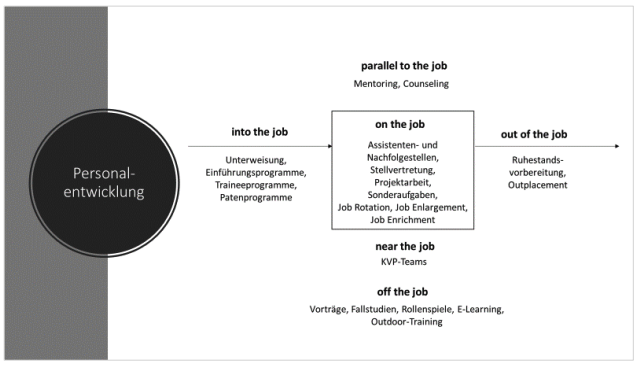 Personal-
entwicklung
parallel to the job
Mentoring, Counseling
into the job
Unterweisung,
Einführungsprogramme,
Traineeprogramme,
Patenprogramme
on the job
Assistenten- und
Nachfolgestellen,
Stellvertretung,
Projektarbeit,
Sonderaufgaben,
Job Rotation, Job Enlargement,
Job Enrichment
out of the job
Ruhestands-
vorbereitung,
Outplacement
near the job
KVP-Teams
off the job
Vorträge, Fallstudien, Rollenspiele, E-Learning,
Outdoor-Training